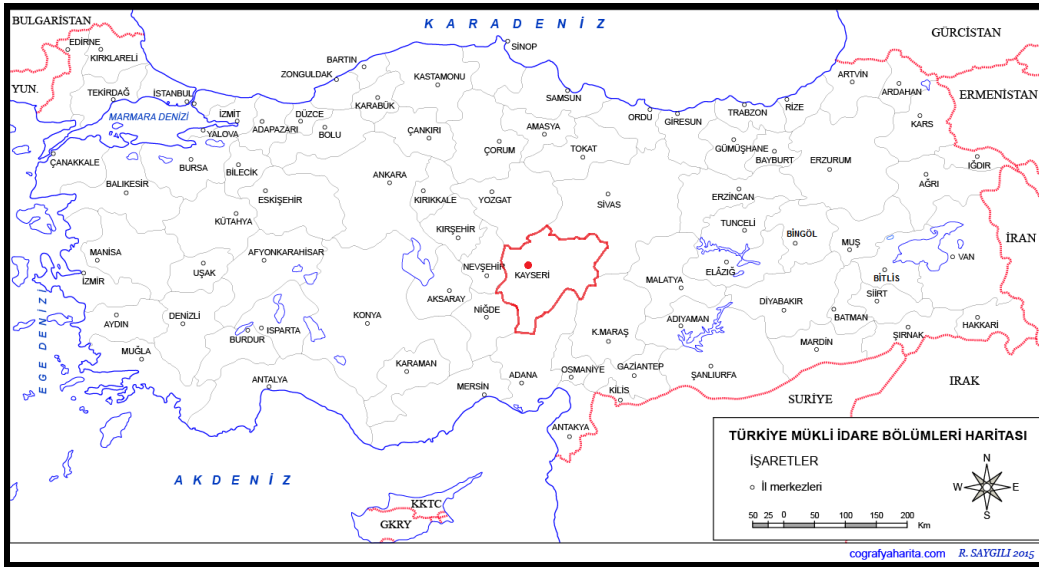 BULGARİSTAN
K A R A D E N İ Z
GÜRCİSTAN
EDİRNE
KIRKLARELİ
SİNOP
BARTIN
ZONGULDAK
KASTAMONU
ARTVİN
ARDAHAN
YUN.
TEKİRDAĞ
İSTANBUL
KARABÜK
SAMSUN
ERMENİSTAN
MARMARA DENİZİ
İZMİT
ADAPAZARI
DÜZCE
BOLU
YALOVA
ORDU
GİRESUN
TRABZON
RİZE
KARS
ÇANKIRI
AMASYA
ÇORUM
TOKAT
GÜMÜŞHANE
BAYBURT
ERZURUM
IĞDIR
ÇANAKKALE
BURSA
BİLECİK
BALIKESİR
ESKİŞEHİR
ANKARA
KIRIKKALE
YOZGAT
SİVAS
ERZİNCAN
AĞRI
KÜTAHYA
TUNCELİ
BİNGÖL
MUŞ
İRAN
KIRŞEHİR
MANİSA
AFYONKARAHİSAR
UŞAK
NEVŞEHİR
KAYSERİ
ELÂZIĞ
MALATYA
VAN
BİTLİS
SİİRT
İZMİR
AKSARAY
NİĞDE
DİYABAKIR
BATMAN
EGE DENİZİ
AYDIN
DENİZLİ
BURDUR
ISPARTA
KONYA
K.MARAŞ
ADIYAMAN
MARDİN
ŞIRNAK
HAKKARİ
MUĞLA
ANTALYA
KARAMAN
MERSİN
ADANA
OSMANİYE
GAZİANTEP
KİLİS
ŞANLIURFA
SURİYE
IRAK
ANTAKYA
A K D E N İ Z
KKTC
GKRY
TÜRKİYE MÜKLİ İDARE BÖLÜMLERİ HARİTASI
İŞARETLER
İl merkezleri
N
W E
S
50 25 0 50 100 150 200
Km
cografyaharita.com R. SAYGILI 2015